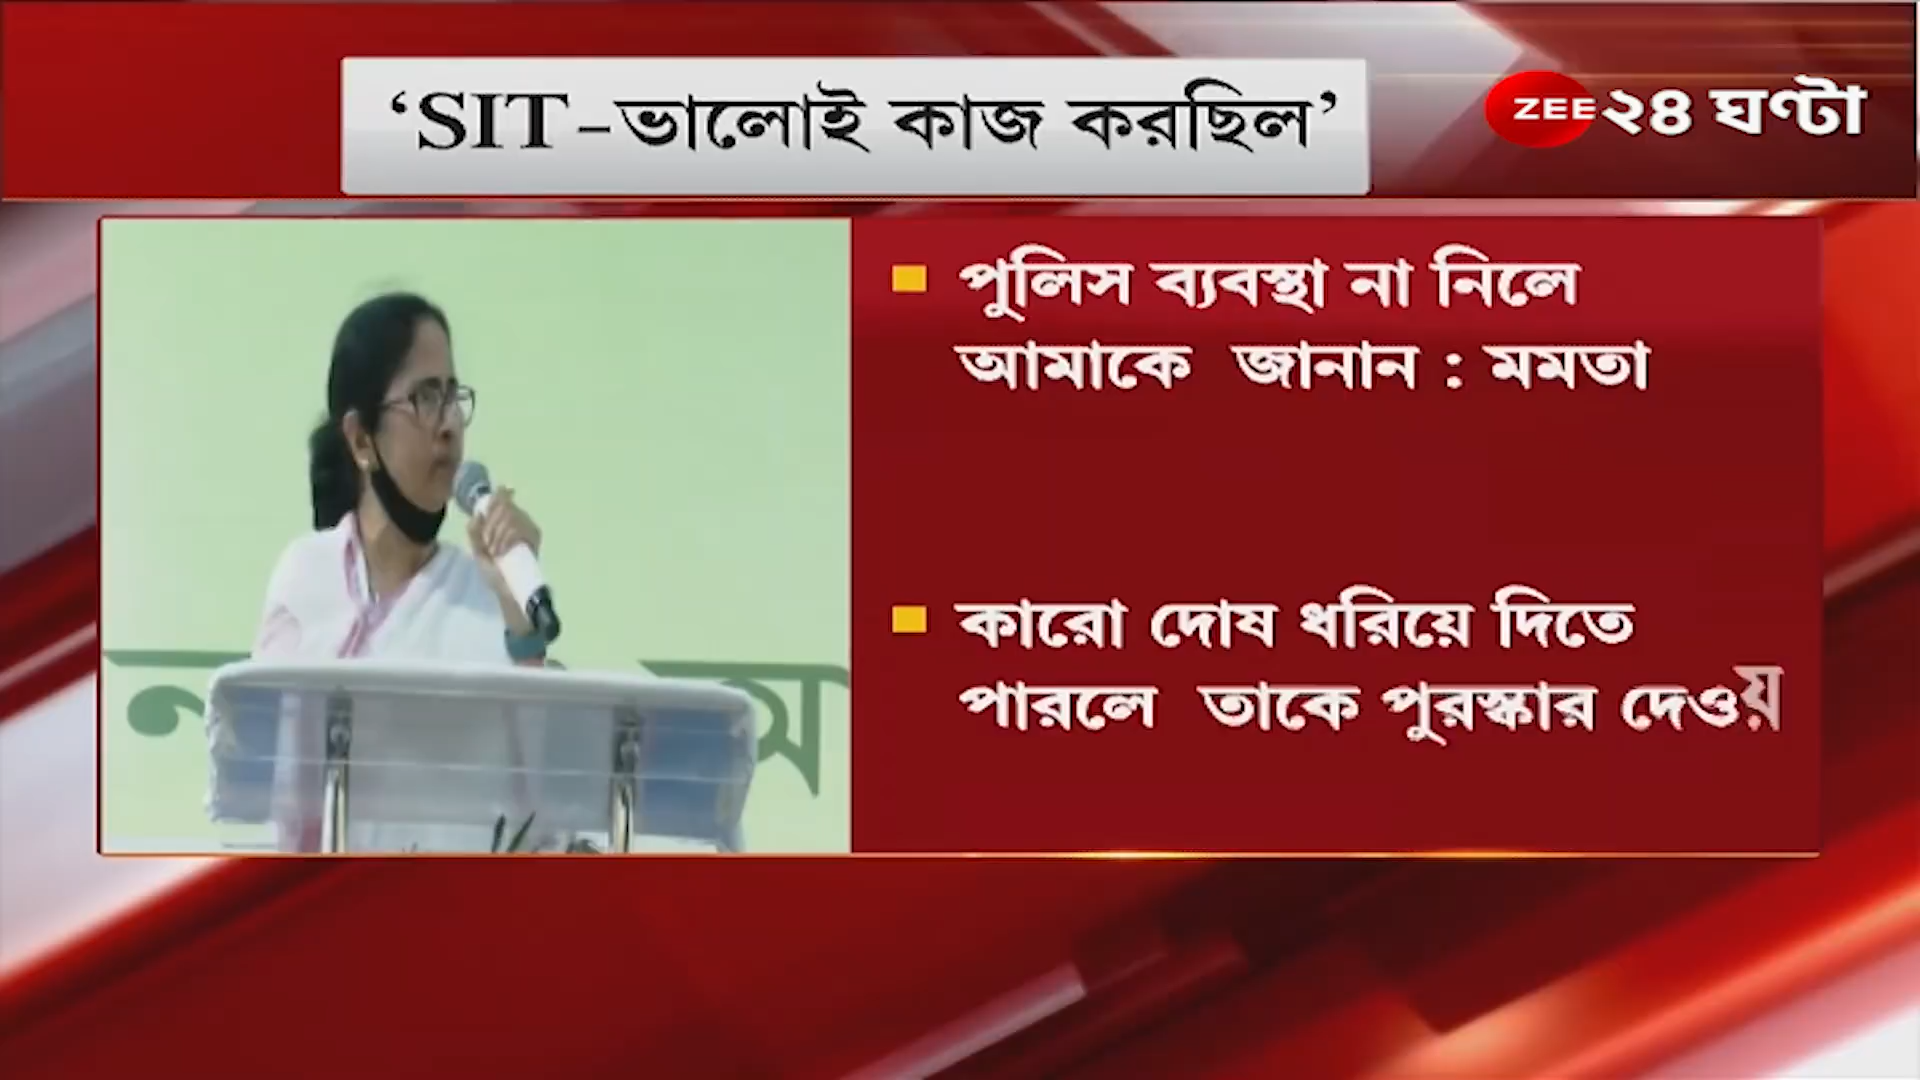 ‘SIT-ভালোই কাজ করছিল’
ZEE ২৪ ঘণ্টা
পুলিস ব্যবস্থা না নিলে
আমাকে জানান : মমতা
কারো দোষ ধরিয়ে দিতে
পারলে তাকে পুরস্কার দেওয়
অ